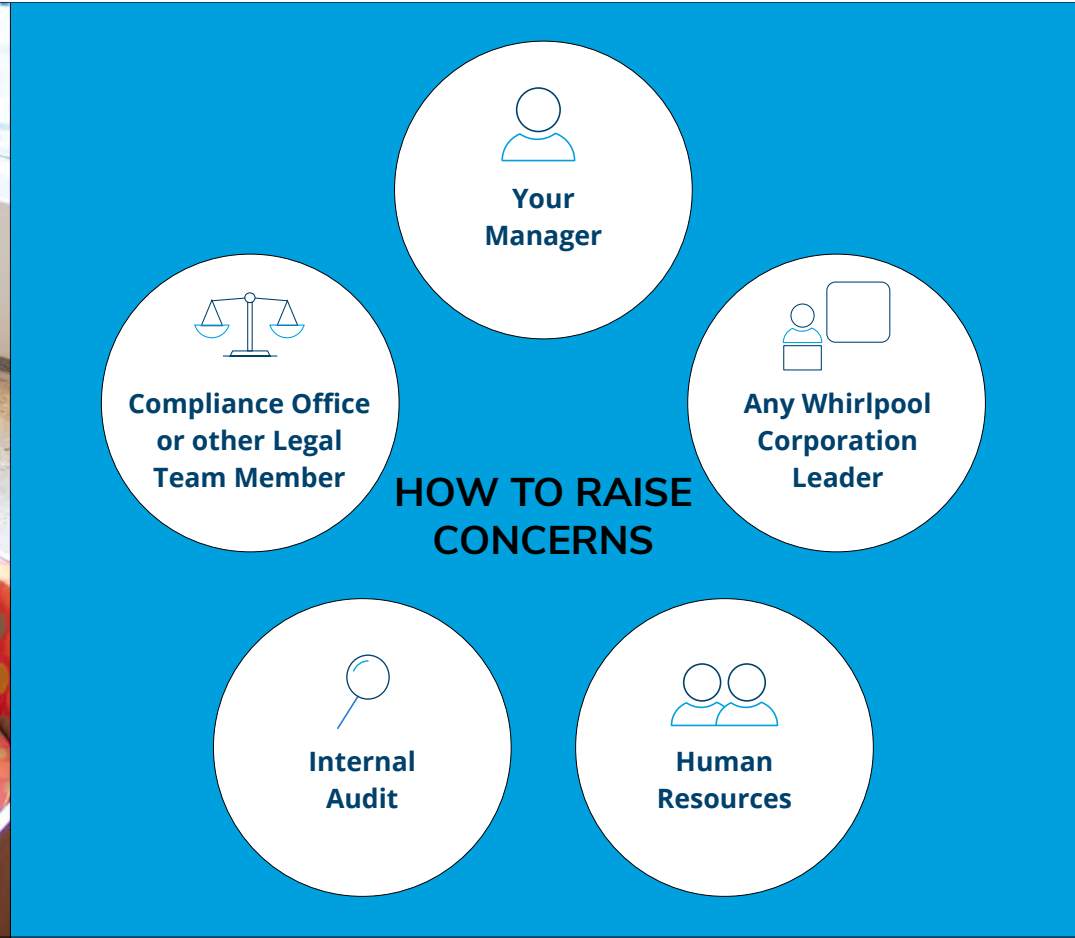 Your
Manager
Compliance Office
or other Legal
Team Member
Any Whirlpool
Corporation
Leader
HOW TO RAISE
CONCERNS
Internal
Audit
Human
Resources